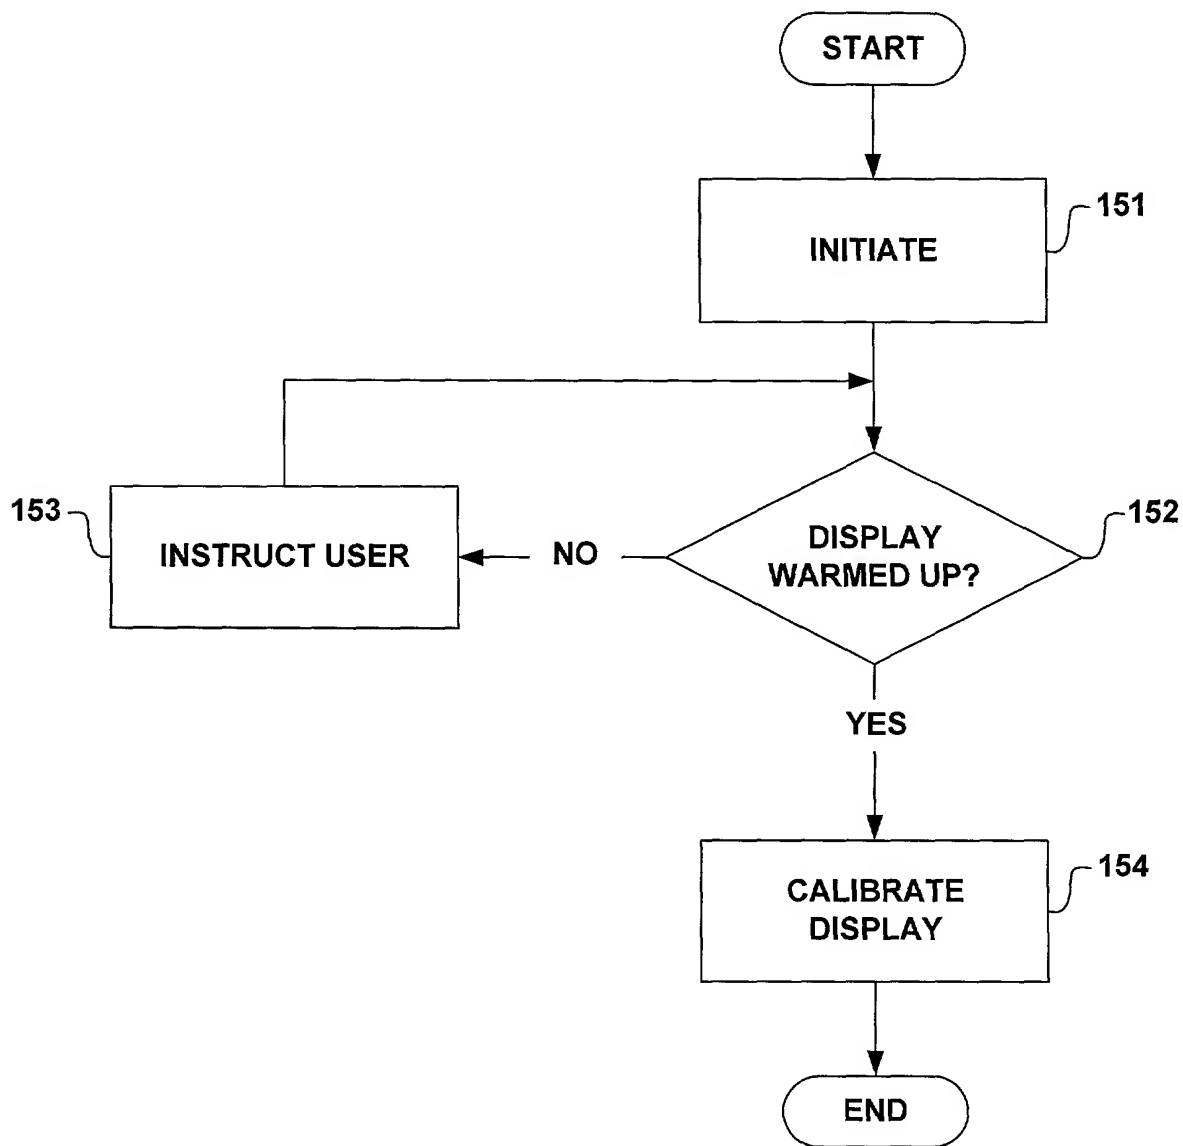 START
151
INITIATE
153
INSTRUCT USER
NO
DISPLAY
WARMED UP?
152
YES
154
CALIBRATE
DISPLAY
END